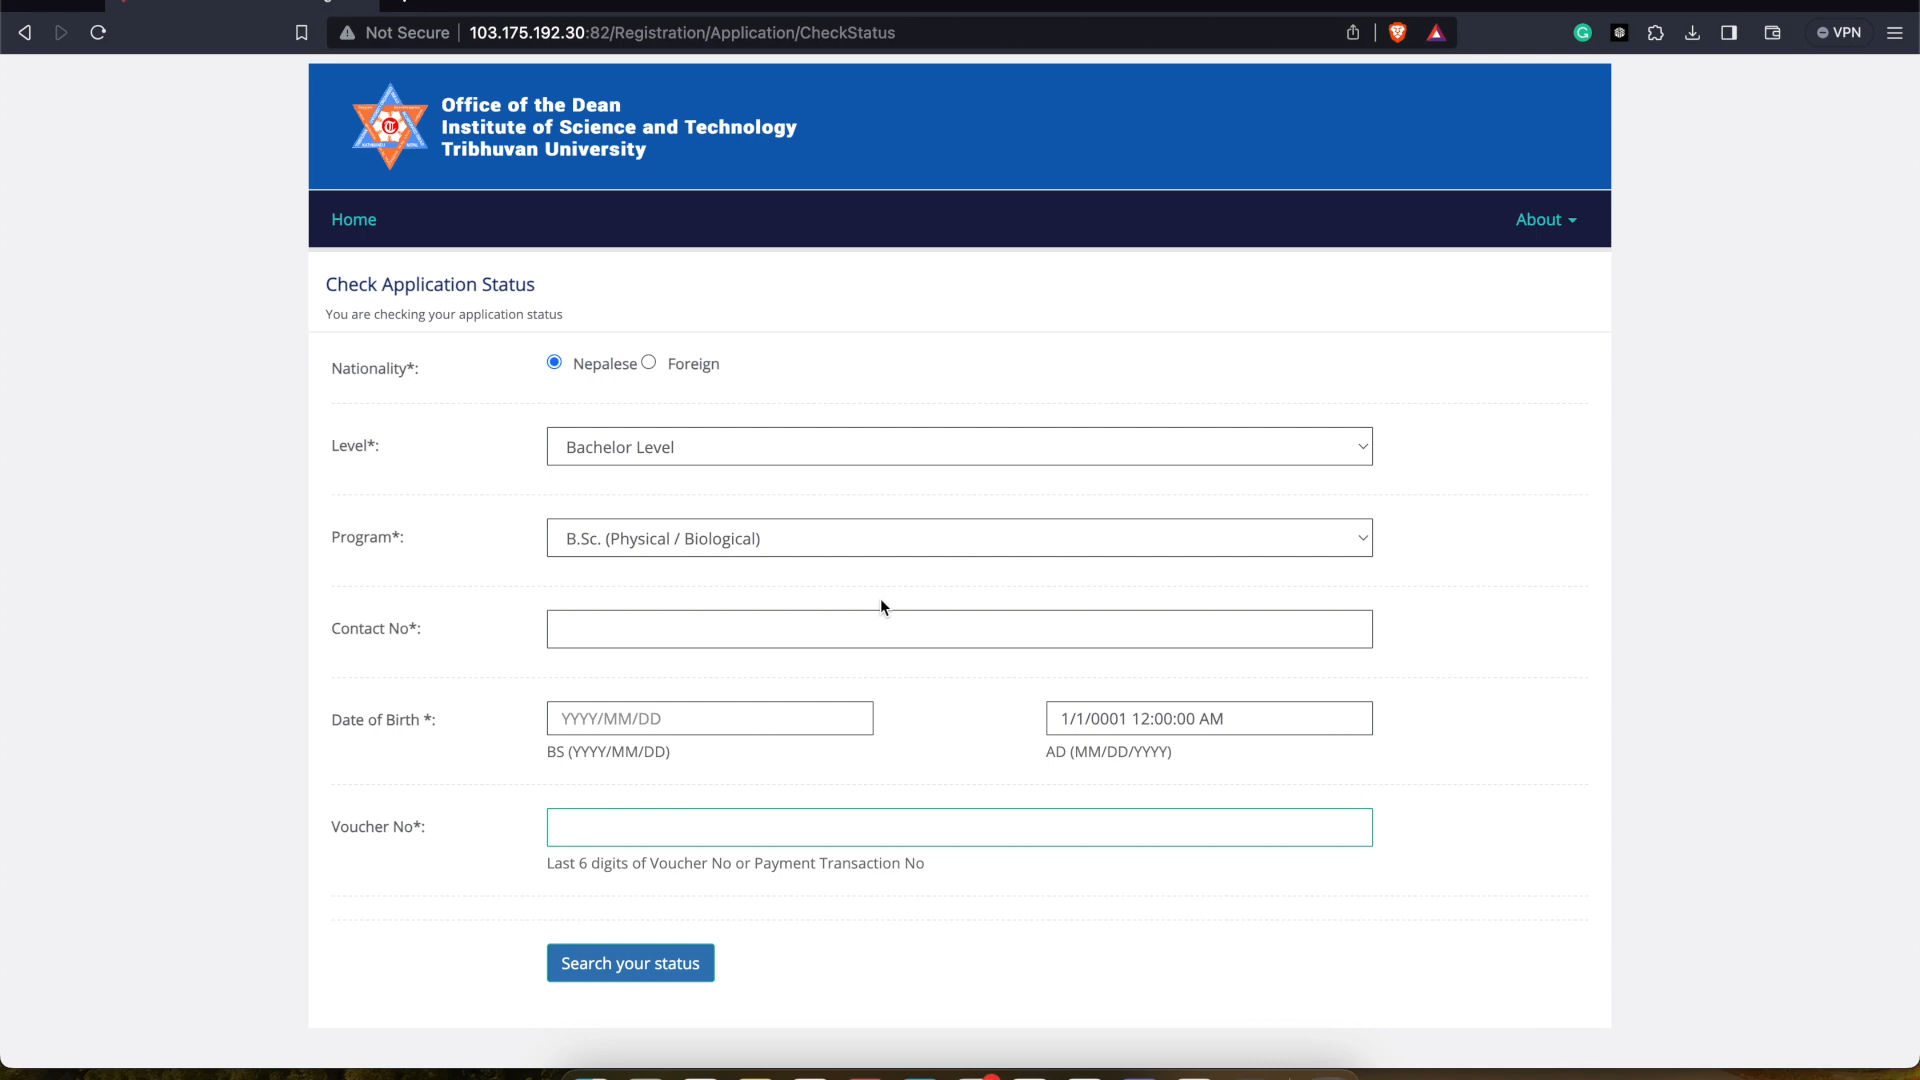 Not Secure 103.175.192.30:82/Registration/Application/CheckStatus
VPN
Office of the Dean
Institute of Science and Technology
Tribhuvan University
Home
About
Check Application Status
You are checking your application status
Nationality*:
Nepalese Foreign
Level*:
Bachelor Level
Program*:
B.Sc. (Physical / Biological)
Contact No*:
Date of Birth *:
YYYY/MM/DD
1/1/0001 12:00:00 AM
BS (YYYY/MM/DD)
AD (MM/DD/YYYY)
Voucher No*:
Last 6 digits of Voucher No or Payment Transaction No
Search your status